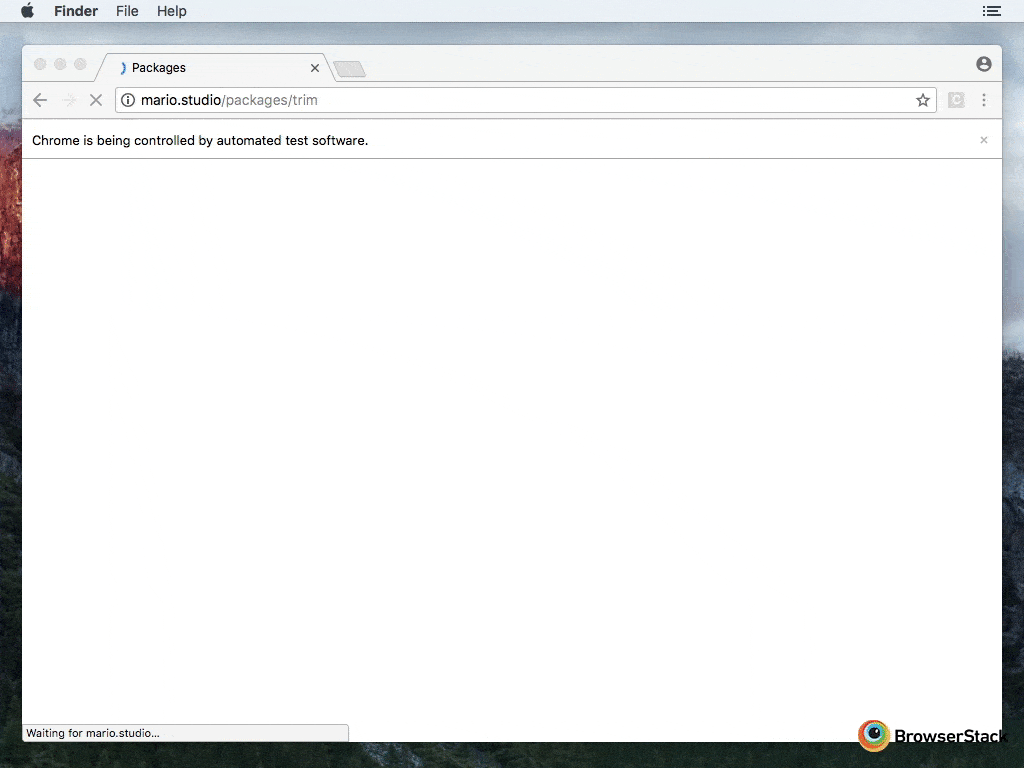 Finder File Help
Packages
mario.studio/packages/trim
Chrome is being controlled by automated test software.
Waiting for mario.studio...
BrowserStack